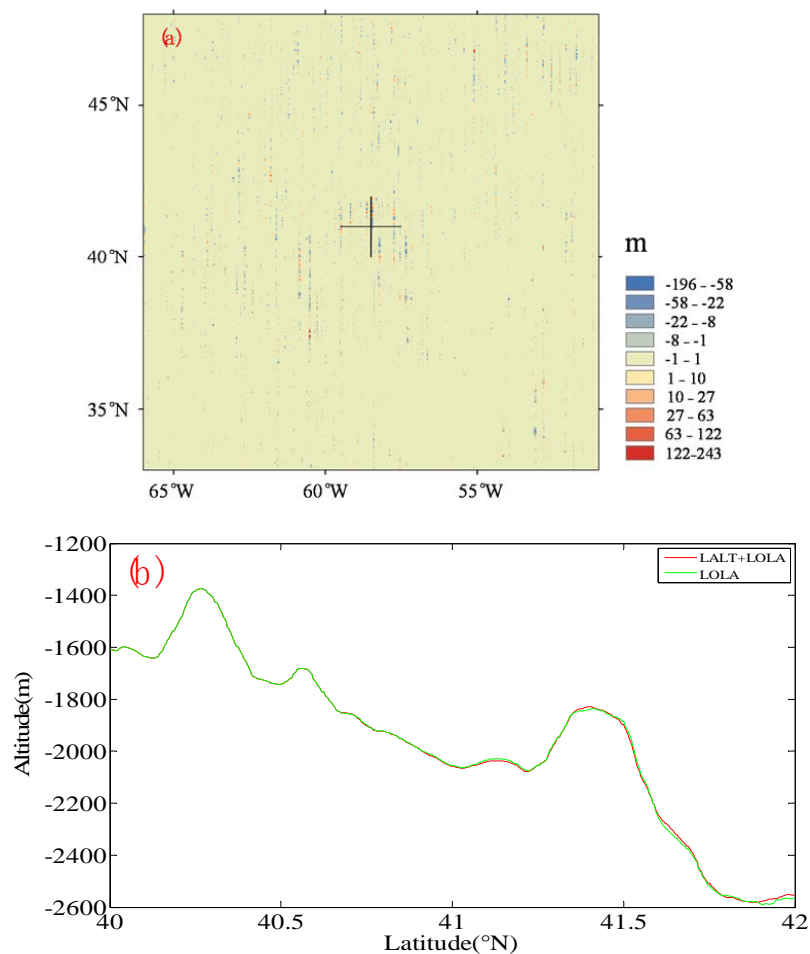 (a)
45°N
40°N
35°N
65°W 60°W 55°W
m
-196 – -58
-58 – -22
-22 – -8
-8 – -1
-1 – 1
1 – 10
10 – 27
27 – 63
63 – 122
122-243
(b)
LALT+LOLA
LOLA
Altitude(m)
-1200
-1400
-1600
-1800
-2000
-2200
-2400
-2600
40 40.5 41 41.5 42
Latitude(°N)